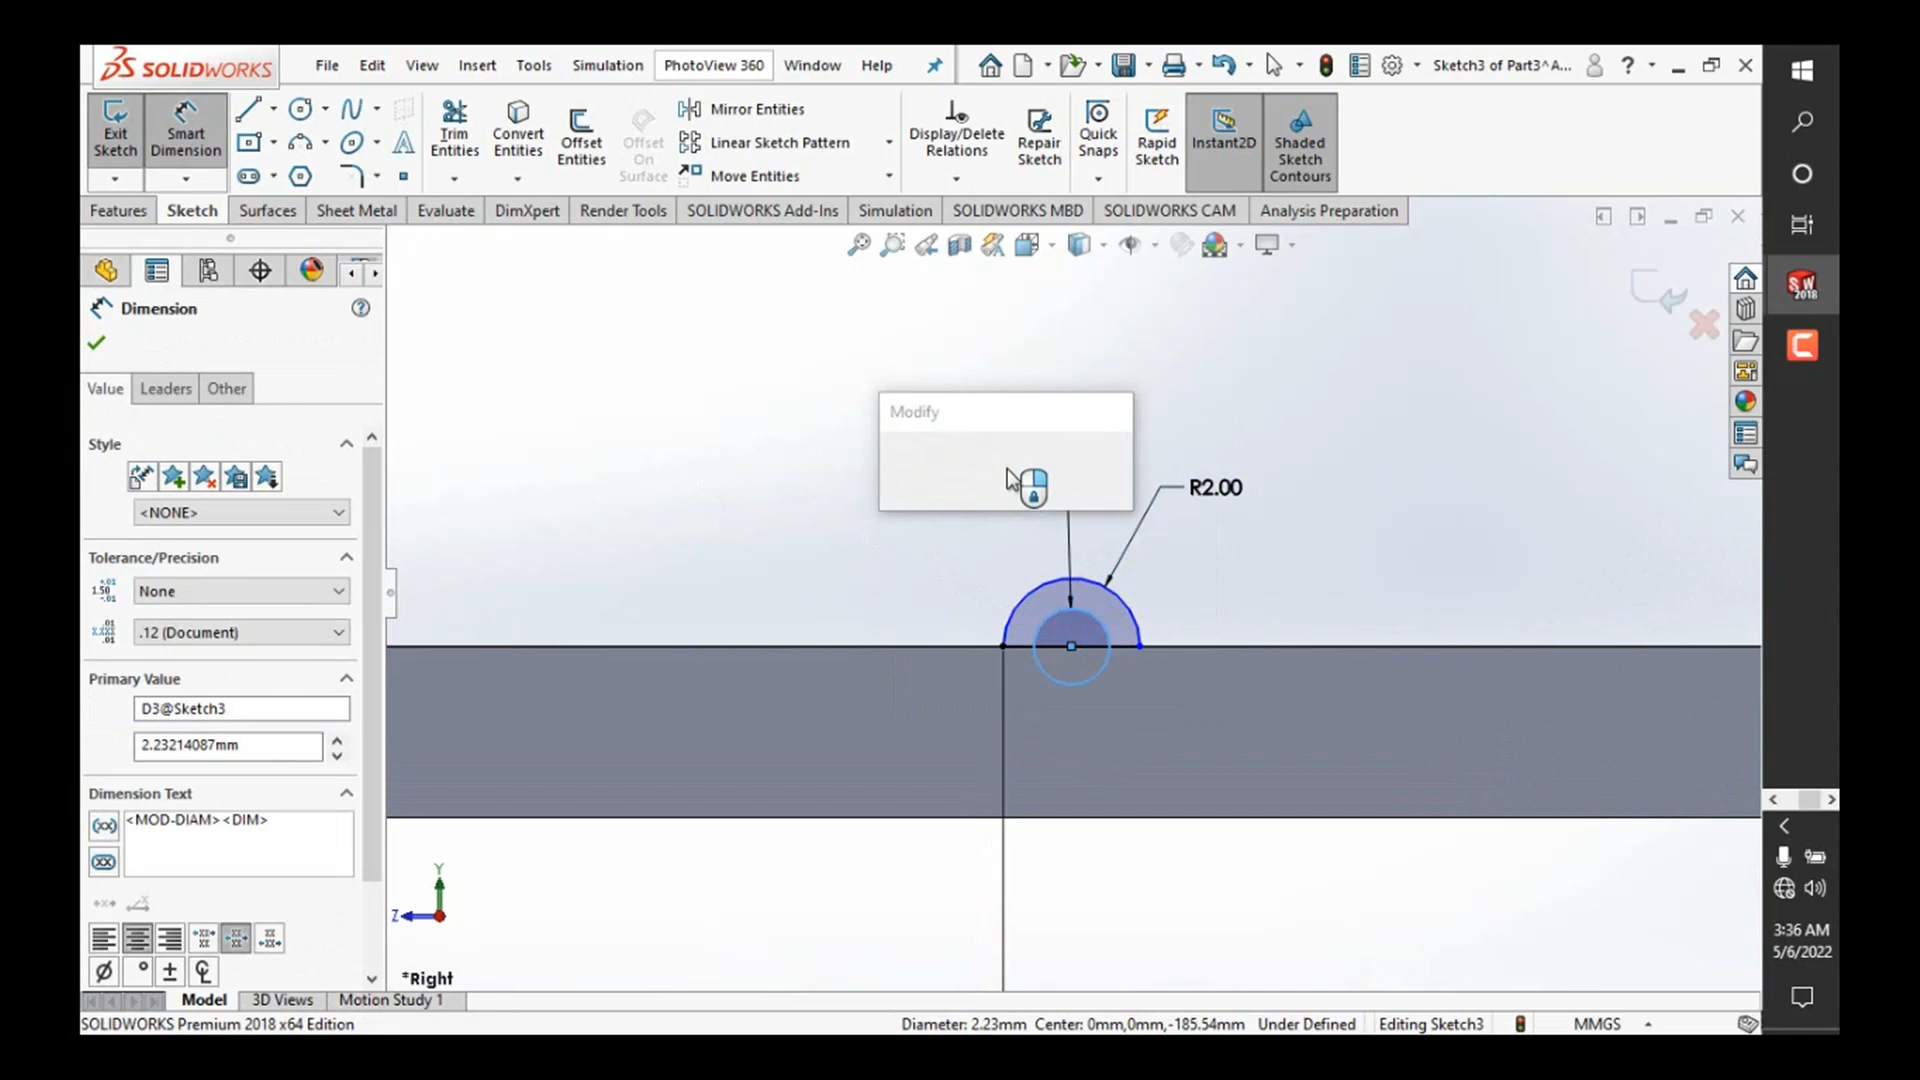 SOLIDWORKS File Edit View Insert Tools Simulation PhotoView 360 Window Help Sketch3 of Part3^A... ?
Exit Sketch
Smart Dimension
Trim Entities
Convert Entities
Offset Entities
Offset On Surface
Mirror Entities
Linear Sketch Pattern
Move Entities
Display/Delete Relations
Repair Sketch
Quick Snaps
Rapid Sketch
Instant2D
Shaded Sketch Contours
Features Sketch Surfaces Sheet Metal Evaluate DimXpert Render Tools SOLIDWORKS Add-Ins Simulation SOLIDWORKS MBD SOLIDWORKS CAM Analysis Preparation
Dimension
Value Leaders Other
Style
<NONE>
Tolerance/Precision
None
.12 (Document)
Primary Value
D3@Sketch3
2.23214087mm
Dimension Text
<MOD-DIAM><DIM>
Modify
R2.00
Y
Z
*Right
Model 3D Views Motion Study 1
SOLIDWORKS Premium 2018 x64 Edition
Diameter: 2.23mm Center: 0mm,0mm,-185.54mm Under Defined Editing Sketch3 MMGS
SW
2018
3:36 AM
5/6/2022